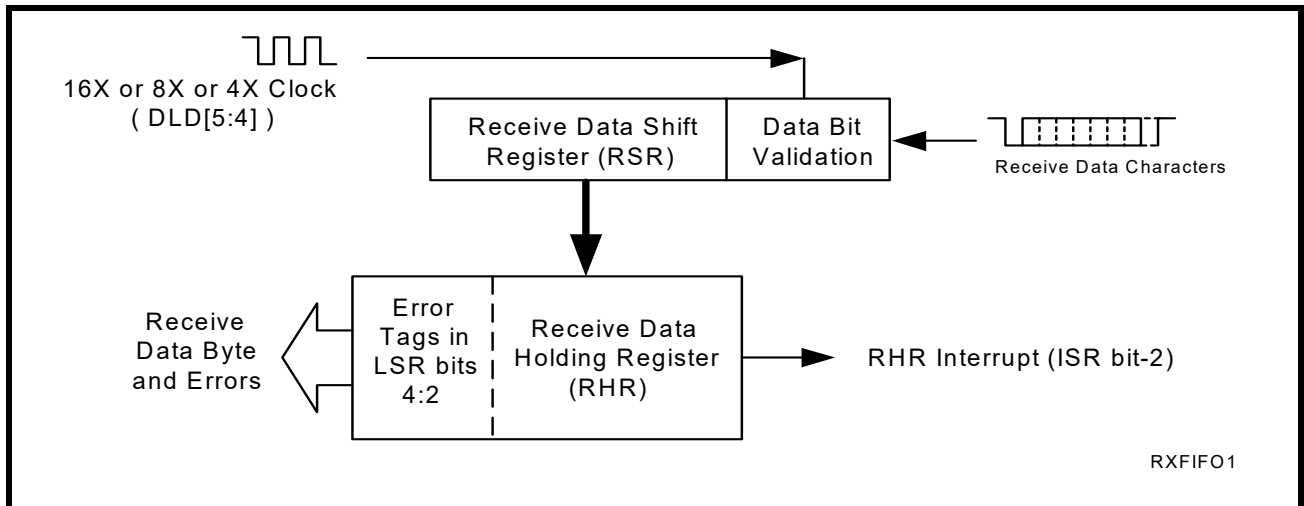 16X or 8X or 4X Clock
( DLD[5:4] )
Receive Data Shift
Register (RSR)
Data Bit
Validation
Receive Data Characters
Receive
Data Byte
and Errors
Error
Tags in
LSR bits
4:2
Receive Data
Holding Register
(RHR)
RHR Interrupt (ISR bit-2)
RXFIFO1